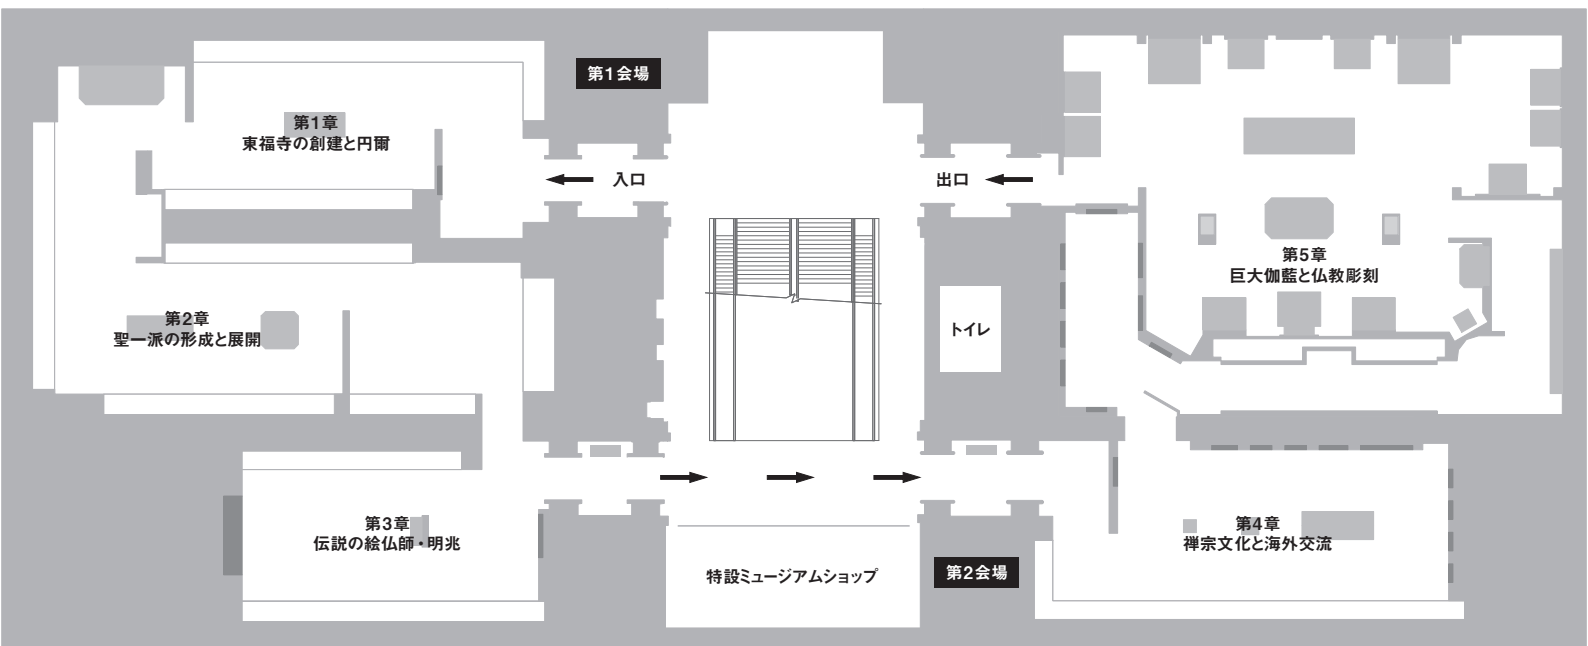 第1会場
第1章
東福寺の創建と円爾
入口
出口
第2章
聖一派の形成と展開
第5章
巨大伽藍と仏教彫刻
トイレ
第3章
伝説の絵仏師・明兆
第4章
禅宗文化と海外交流
特設ミュージアムショップ
第2会場